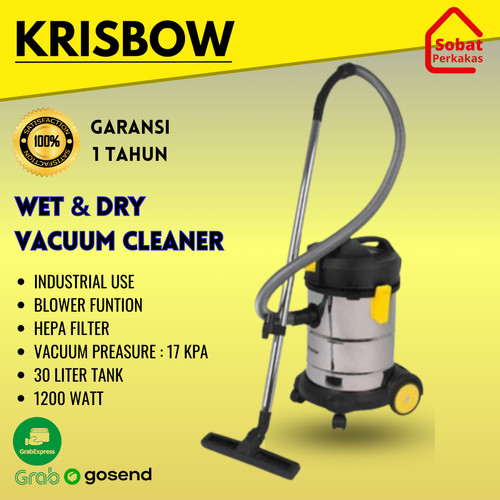 KRISBOW
Sobat
Perkakas
SATISFACTION
100%
SATISFACTION
GARANSI
1 TAHUN
WET & DRY
VACUUM CLEANER
INDUSTRIAL USE
BLOWER FUNTION
HEPA FILTER
VACUUM PREASURE : 17 KPA
30 LITER TANK
1200 WATT
GrabExpress
Grab gosend